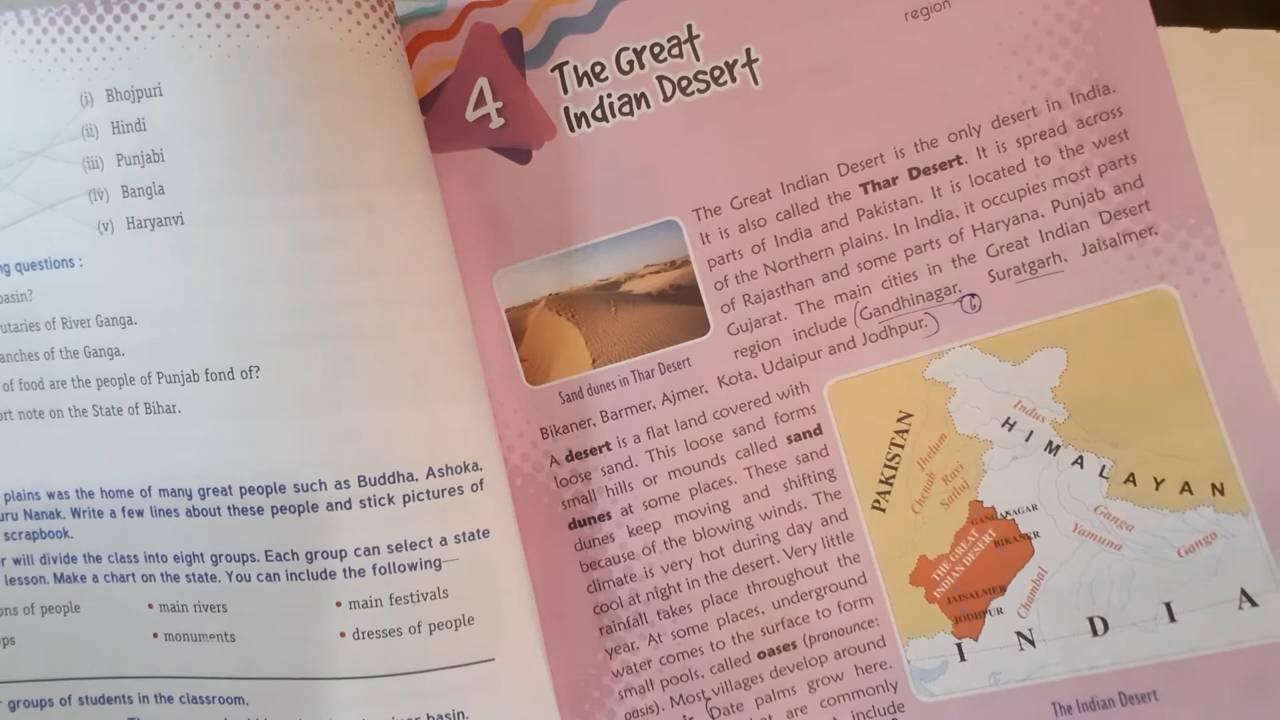 (i) Bhojpuri
(ii) Hindi
(iii) Punjabi
(iv) Bangla
(v) Haryanvi
questions :
utaries of River Ganga.
anches of the Ganga.
of food are the people of Punjab fond of?
ort note on the State of Bihar.
plains was the home of many great people such as Buddha, Ashoka,
uru Nanak. Write a few lines about these people and stick pictures of
scrapbook.
r will divide the class into eight groups. Each group can select a state
lesson. Make a chart on the state. You can include the following—
ons of people • main rivers • main festivals
ps • monuments • dresses of people
groups of students in the classroom.
basin.
region
4
The Great
Indian Desert
The Great Indian Desert is the only desert in India.
It is also called the Thar Desert. It is spread across
parts of India and Pakistan. It is located to the west
of the Northern plains. In India, it occupies most parts
of Rajasthan and some parts of Haryana, Punjab and
Gujarat. The main cities in the Great Indian Desert
region include (Gandhinagar, Suratgarh, Jaisalmer,
Bikaner, Barmer, Ajmer, Kota, Udaipur and Jodhpur.)
Sand dunes in Thar Desert
A desert is a flat land covered with
loose sand. This loose sand forms
small hills or mounds called sand
dunes at some places. These sand
dunes keep moving and shifting
because of the blowing winds. The
climate is very hot during day and
cool at night in the desert. Very little
rainfall takes place throughout the
year. At some places, underground
water comes to the surface to form
small pools, called oases (pronounce:
oasis). Most villages develop around
Date palms grow here.
are commonly
include
PAKISTAN
Indus
HIMALAYAN
Jhelum
Chenab
Ravi
Satluj
GANDHINAGAR
THE GREAT
INDIAN DESERT
BIKANER
JAISALMER
JODHPUR
Chambal
Ganga
Yamuna
Ganga
INDIA
The Indian Desert